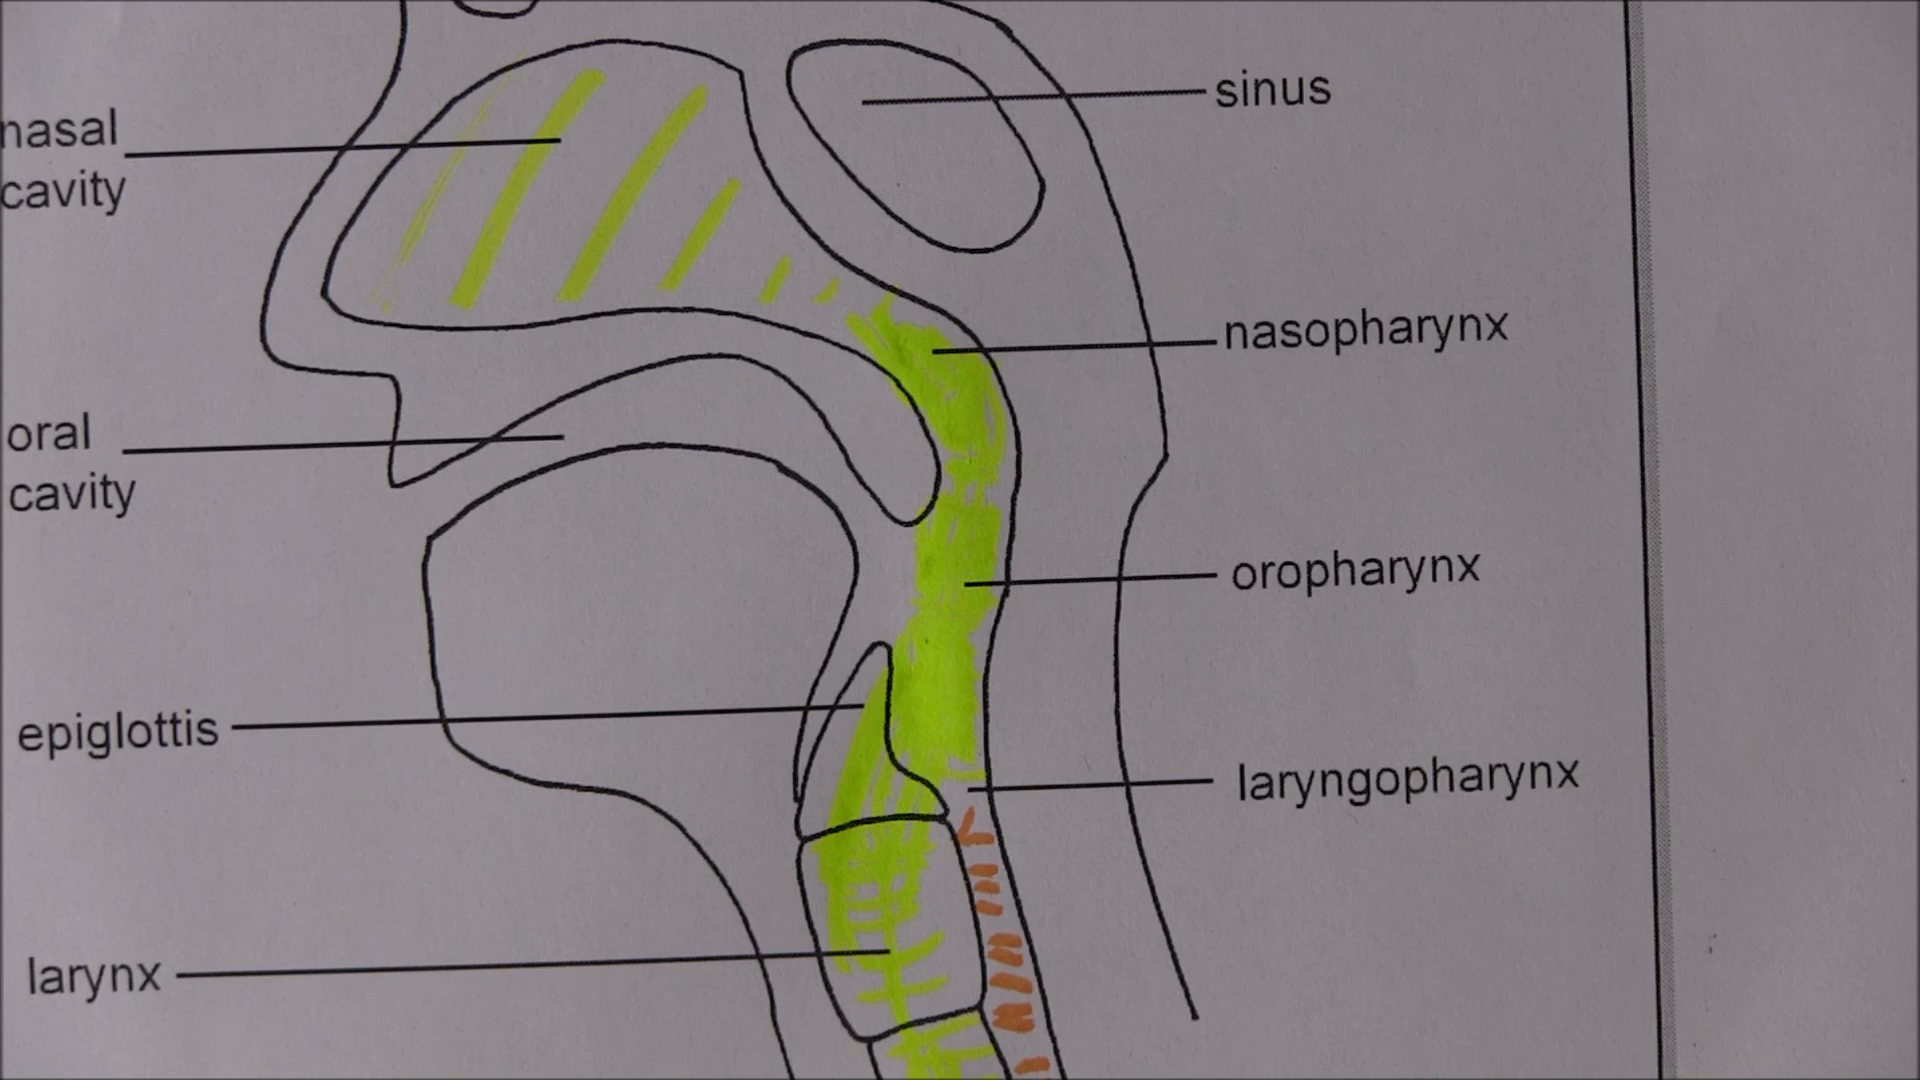 nasal
cavity
sinus
nasopharynx
oral
cavity
oropharynx
epiglottis
laryngopharynx
larynx